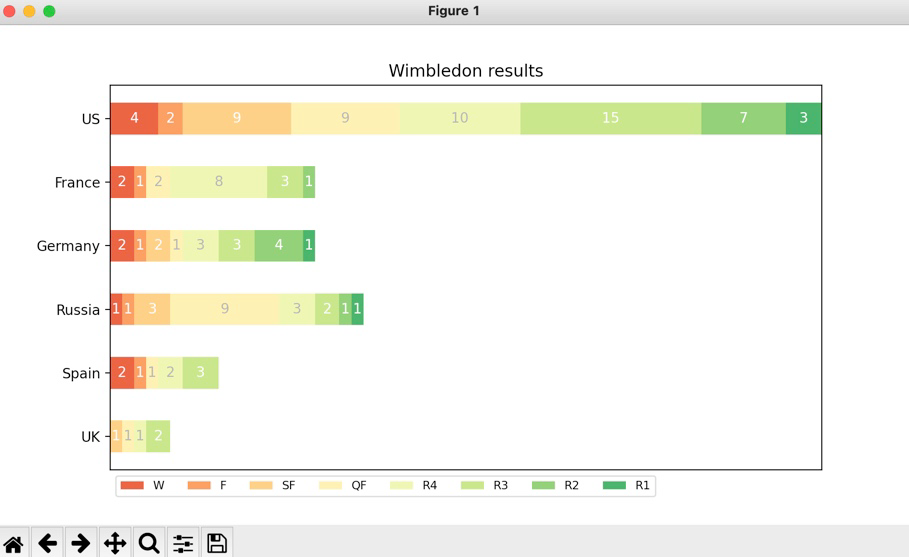 Figure 1
Wimbledon results
US 4 2 9 9 10 15 7 3
France 2 1 2 8 3 1
Germany 2 1 2 1 3 3 4 1
Russia 1 1 3 9 3 2 1 1
Spain 2 1 1 2 3
UK 1 1 1 2
W F SF QF R4 R3 R2 R1